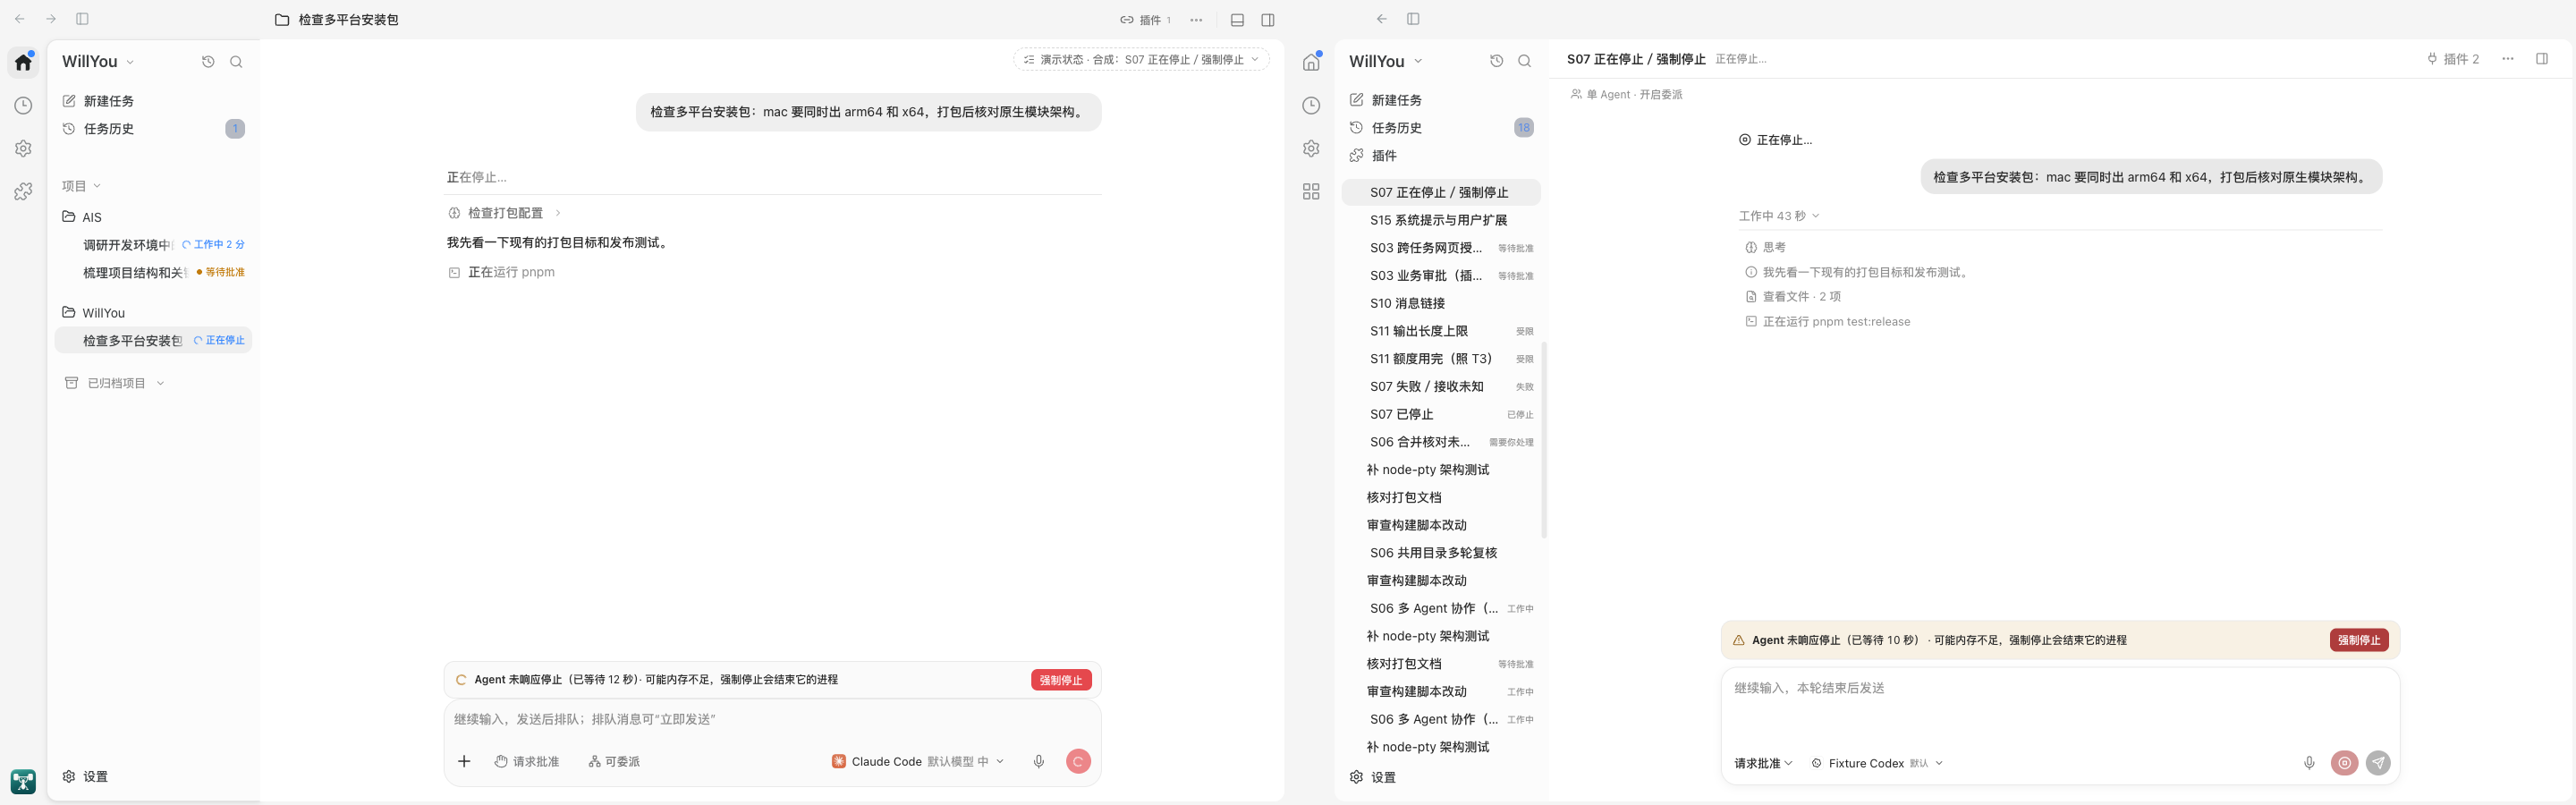 检查多平台安装包
插件 1
WillYou
新建任务
任务历史
1
项目
AIS
调研开发环境中
工作中 2 分
梳理项目结构和关
等待批准
WillYou
检查多平台安装包
正在停止
已归档项目
设置
演示状态 · 合成：S07 正在停止 / 强制停止
检查多平台安装包：mac 要同时出 arm64 和 x64，打包后核对原生模块架构。
正在停止...
检查打包配置
我先看一下现有的打包目标和发布测试。
正在运行 pnpm
Agent 未响应停止（已等待 12 秒）· 可能内存不足，强制停止会结束它的进程
强制停止
继续输入，发送后排队；排队消息可“立即发送”
请求批准
可委派
Claude Code 默认模型 中
WillYou
新建任务
任务历史
18
插件
S07 正在停止 / 强制停止
S15 系统提示与用户扩展
S03 跨任务网页授... 等待批准
S03 业务审批（插... 等待批准
S10 消息链接
S11 输出长度上限 受限
S11 额度用完（照 T3） 受限
S07 失败 / 接收未知 失败
S07 已停止 已停止
S06 合并核对未... 需要你处理
补 node-pty 架构测试
核对打包文档
审查构建脚本改动
S06 共用目录多轮复核
审查构建脚本改动
S06 多 Agent 协作（... 工作中
补 node-pty 架构测试
核对打包文档 等待批准
审查构建脚本改动 工作中
S06 多 Agent 协作（... 工作中
补 node-pty 架构测试
设置
S07 正在停止 / 强制停止 正在停止...
插件 2
单 Agent · 开启委派
正在停止...
检查多平台安装包：mac 要同时出 arm64 和 x64，打包后核对原生模块架构。
工作中 43 秒
思考
我先看一下现有的打包目标和发布测试。
查看文件 · 2 项
正在运行 pnpm test:release
Agent 未响应停止（已等待 10 秒） · 可能内存不足，强制停止会结束它的进程
强制停止
继续输入，本轮结束后发送
请求批准
Fixture Codex 默认